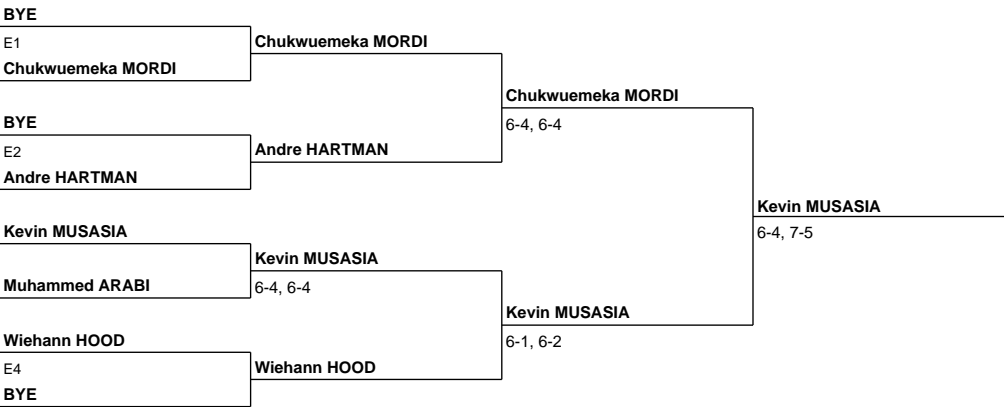 BYE
E1
Chukwuemeka MORDI
BYE
E2
Andre HARTMAN
Kevin MUSASIA
Muhammed ARABI
Wiehann HOOD
E4
BYE
Chukwuemeka MORDI
Andre HARTMAN
Kevin MUSASIA
6-4, 6-4
Wiehann HOOD
Chukwuemeka MORDI
6-4, 6-4
Kevin MUSASIA
6-1, 6-2
Kevin MUSASIA
6-4, 7-5